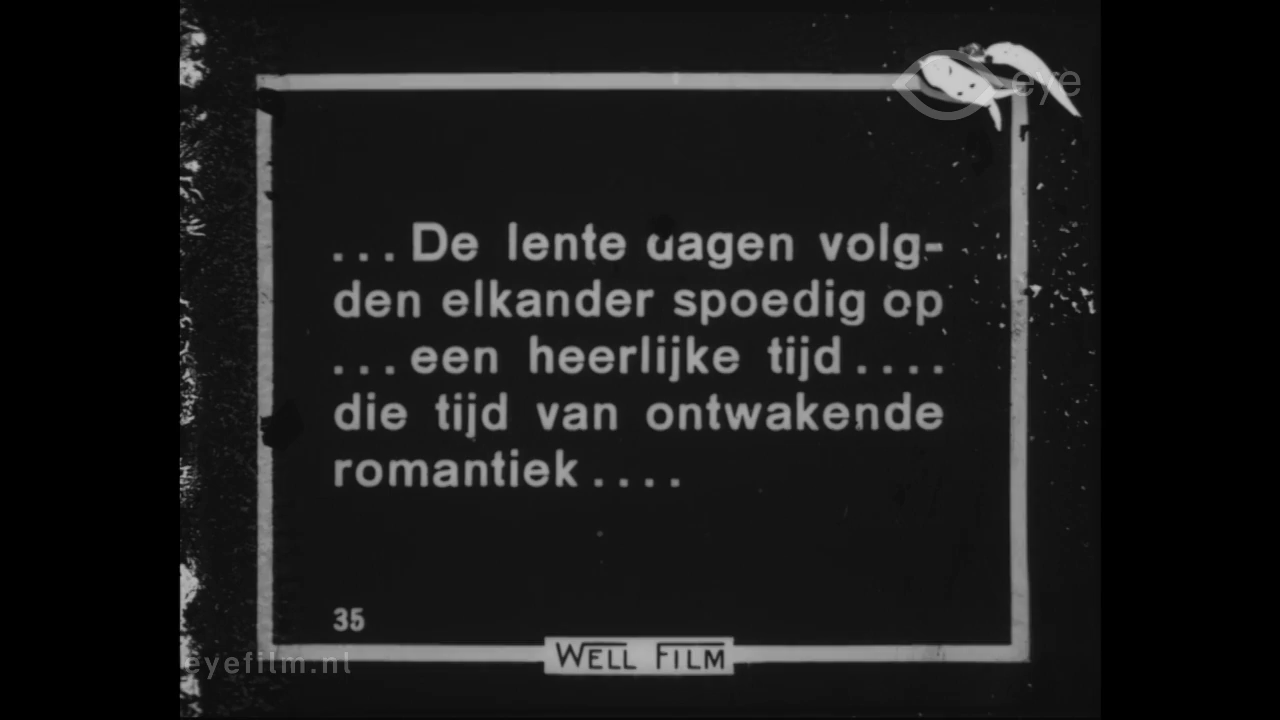 eye
...De lente dagen volg-
den elkander spoedig op
...een heerlijke tijd....
die tijd van ontwakende
romantiek....
35
WELL FILM
eyefilm.nl